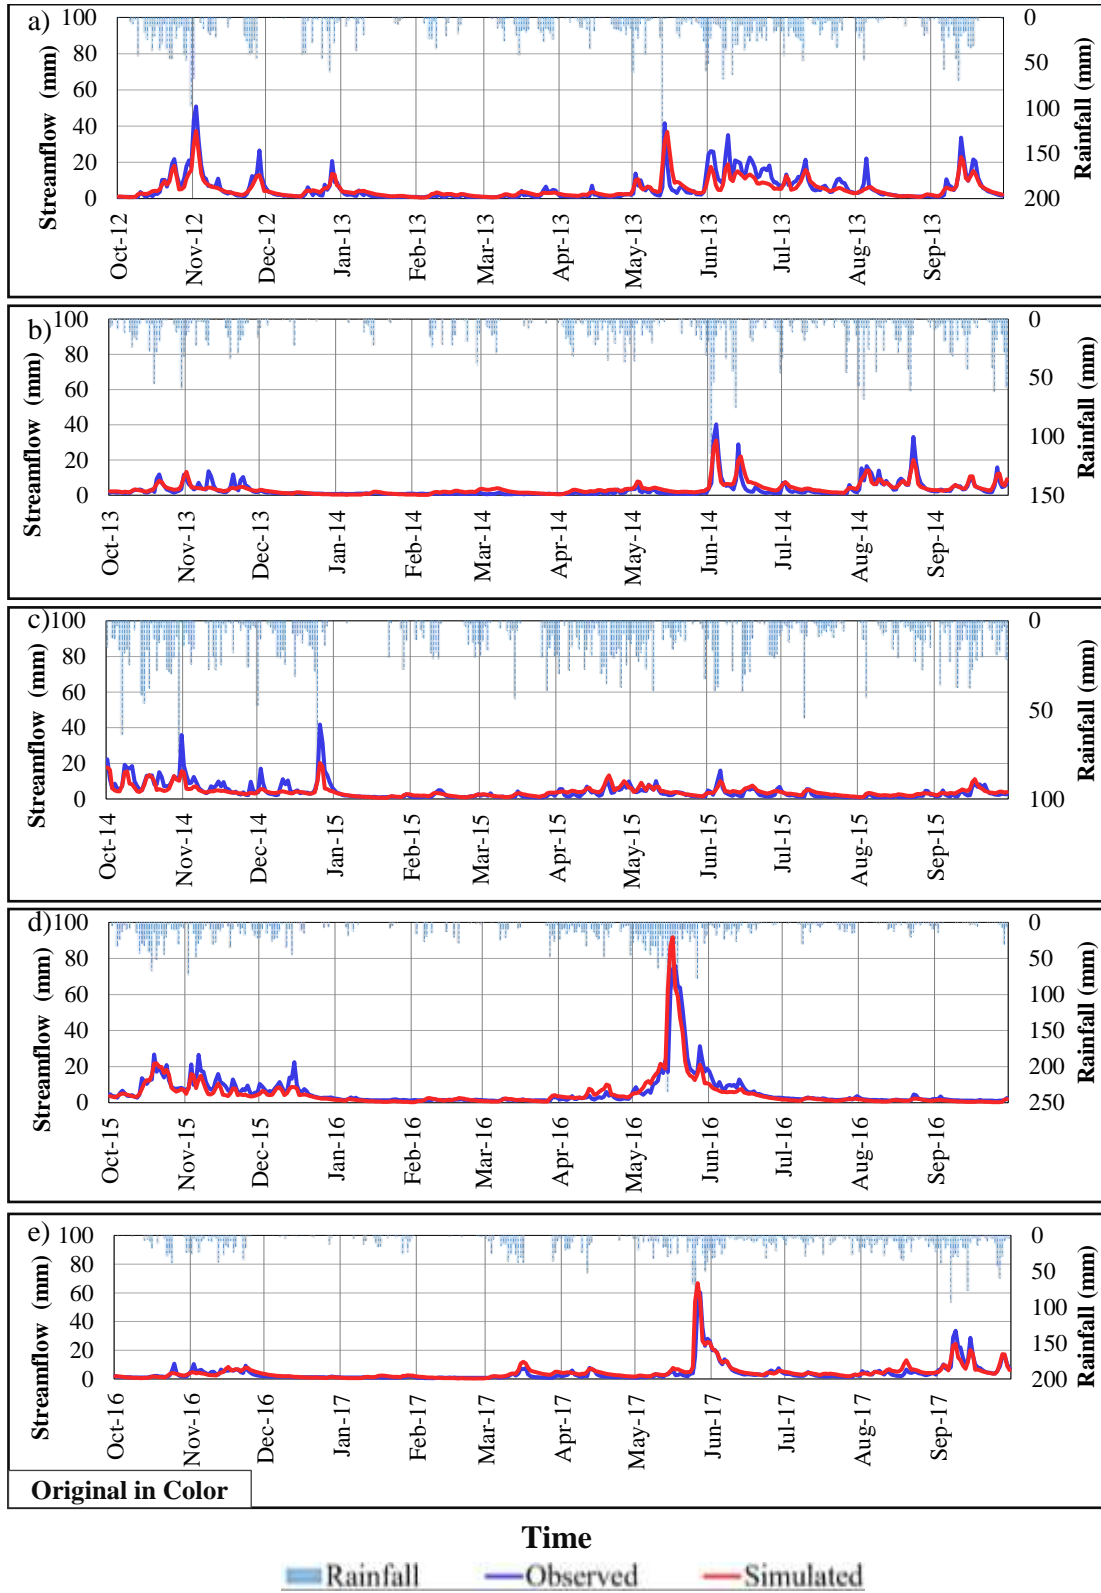 a)
Streamflow (mm)
100
80
60
40
20
0
0
50
100
150
200
Rainfall (mm)
Oct-12
Nov-12
Dec-12
Jan-13
Feb-13
Mar-13
Apr-13
May-13
Jun-13
Jul-13
Aug-13
Sep-13
b)
Streamflow (mm)
100
80
60
40
20
0
0
50
100
150
Rainfall (mm)
Oct-13
Nov-13
Dec-13
Jan-14
Feb-14
Mar-14
Apr-14
May-14
Jun-14
Jul-14
Aug-14
Sep-14
c)
Streamflow (mm)
100
80
60
40
20
0
0
50
100
Rainfall (mm)
Oct-14
Nov-14
Dec-14
Jan-15
Feb-15
Mar-15
Apr-15
May-15
Jun-15
Jul-15
Aug-15
Sep-15
d)
Streamflow (mm)
100
80
60
40
20
0
0
50
100
150
200
250
Rainfall (mm)
Oct-15
Nov-15
Dec-15
Jan-16
Feb-16
Mar-16
Apr-16
May-16
Jun-16
Jul-16
Aug-16
Sep-16
e)
Streamflow (mm)
100
80
60
40
20
0
0
50
100
150
200
Rainfall (mm)
Oct-16
Nov-16
Dec-16
Jan-17
Feb-17
Mar-17
Apr-17
May-17
Jun-17
Jul-17
Aug-17
Sep-17
Original in Color
Time
Rainfall Observed Simulated